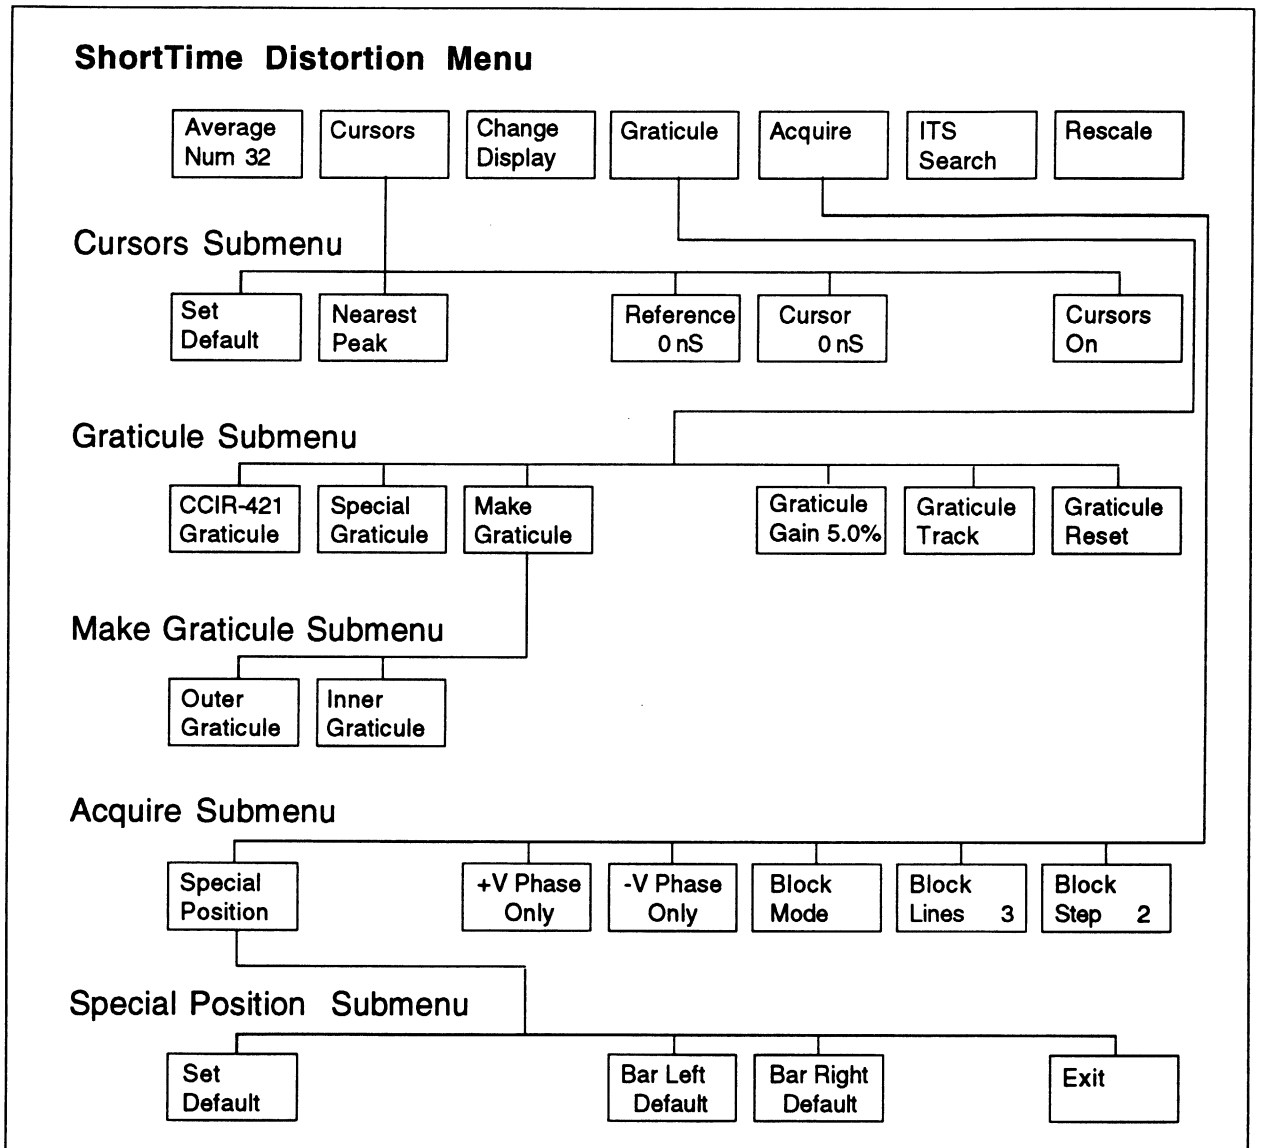 ShortTime Distortion Menu
Average
Num 32
Cursors
Change
Display
Graticule
Acquire
ITS
Search
Rescale
Cursors Submenu
Set
Default
Nearest
Peak
Reference
0 nS
Cursor
0 nS
Cursors
On
Graticule Submenu
CCIR-421
Graticule
Special
Graticule
Make
Graticule
Graticule
Gain 5.0%
Graticule
Track
Graticule
Reset
Make Graticule Submenu
Outer
Graticule
Inner
Graticule
Acquire Submenu
Special
Position
+V Phase
Only
-V Phase
Only
Block
Mode
Block
Lines 3
Block
Step 2
Special Position Submenu
Set
Default
Bar Left
Default
Bar Right
Default
Exit